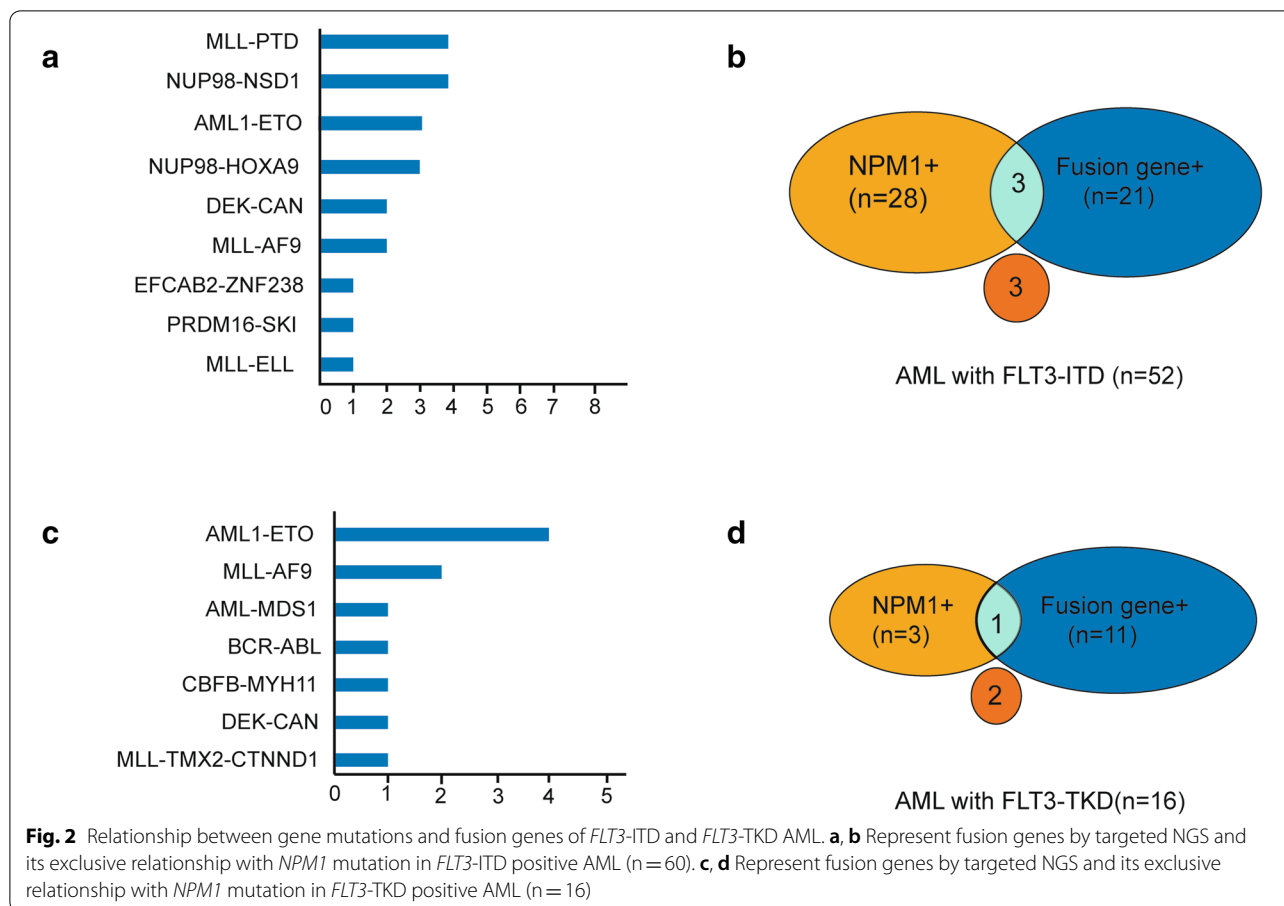 a
MLL-PTD
NUP98-NSD1
AML1-ETO
NUP98-HOXA9
DEK-CAN
MLL-AF9
EFCAB2-ZNF238
PRDM16-SKI
MLL-ELL
0 1 2 3 4 5 6 7 8
b
NPM1+
(n=28)
3
Fusion gene+
(n=21)
3
AML with FLT3-ITD (n=52)
c
AML1-ETO
MLL-AF9
AML-MDS1
BCR-ABL
CBFB-MYH11
DEK-CAN
MLL-TMX2-CTNND1
0 1 2 3 4 5
d
NPM1+
(n=3)
1
Fusion gene+
(n=11)
2
AML with FLT3-TKD(n=16)
Fig. 2 Relationship between gene mutations and fusion genes of FLT3-ITD and FLT3-TKD AML. a, b Represent fusion genes by targeted NGS and
its exclusive relationship with NPM1 mutation in FLT3-ITD positive AML (n = 60). c, d Represent fusion genes by targeted NGS and its exclusive
relationship with NPM1 mutation in FLT3-TKD positive AML (n = 16)